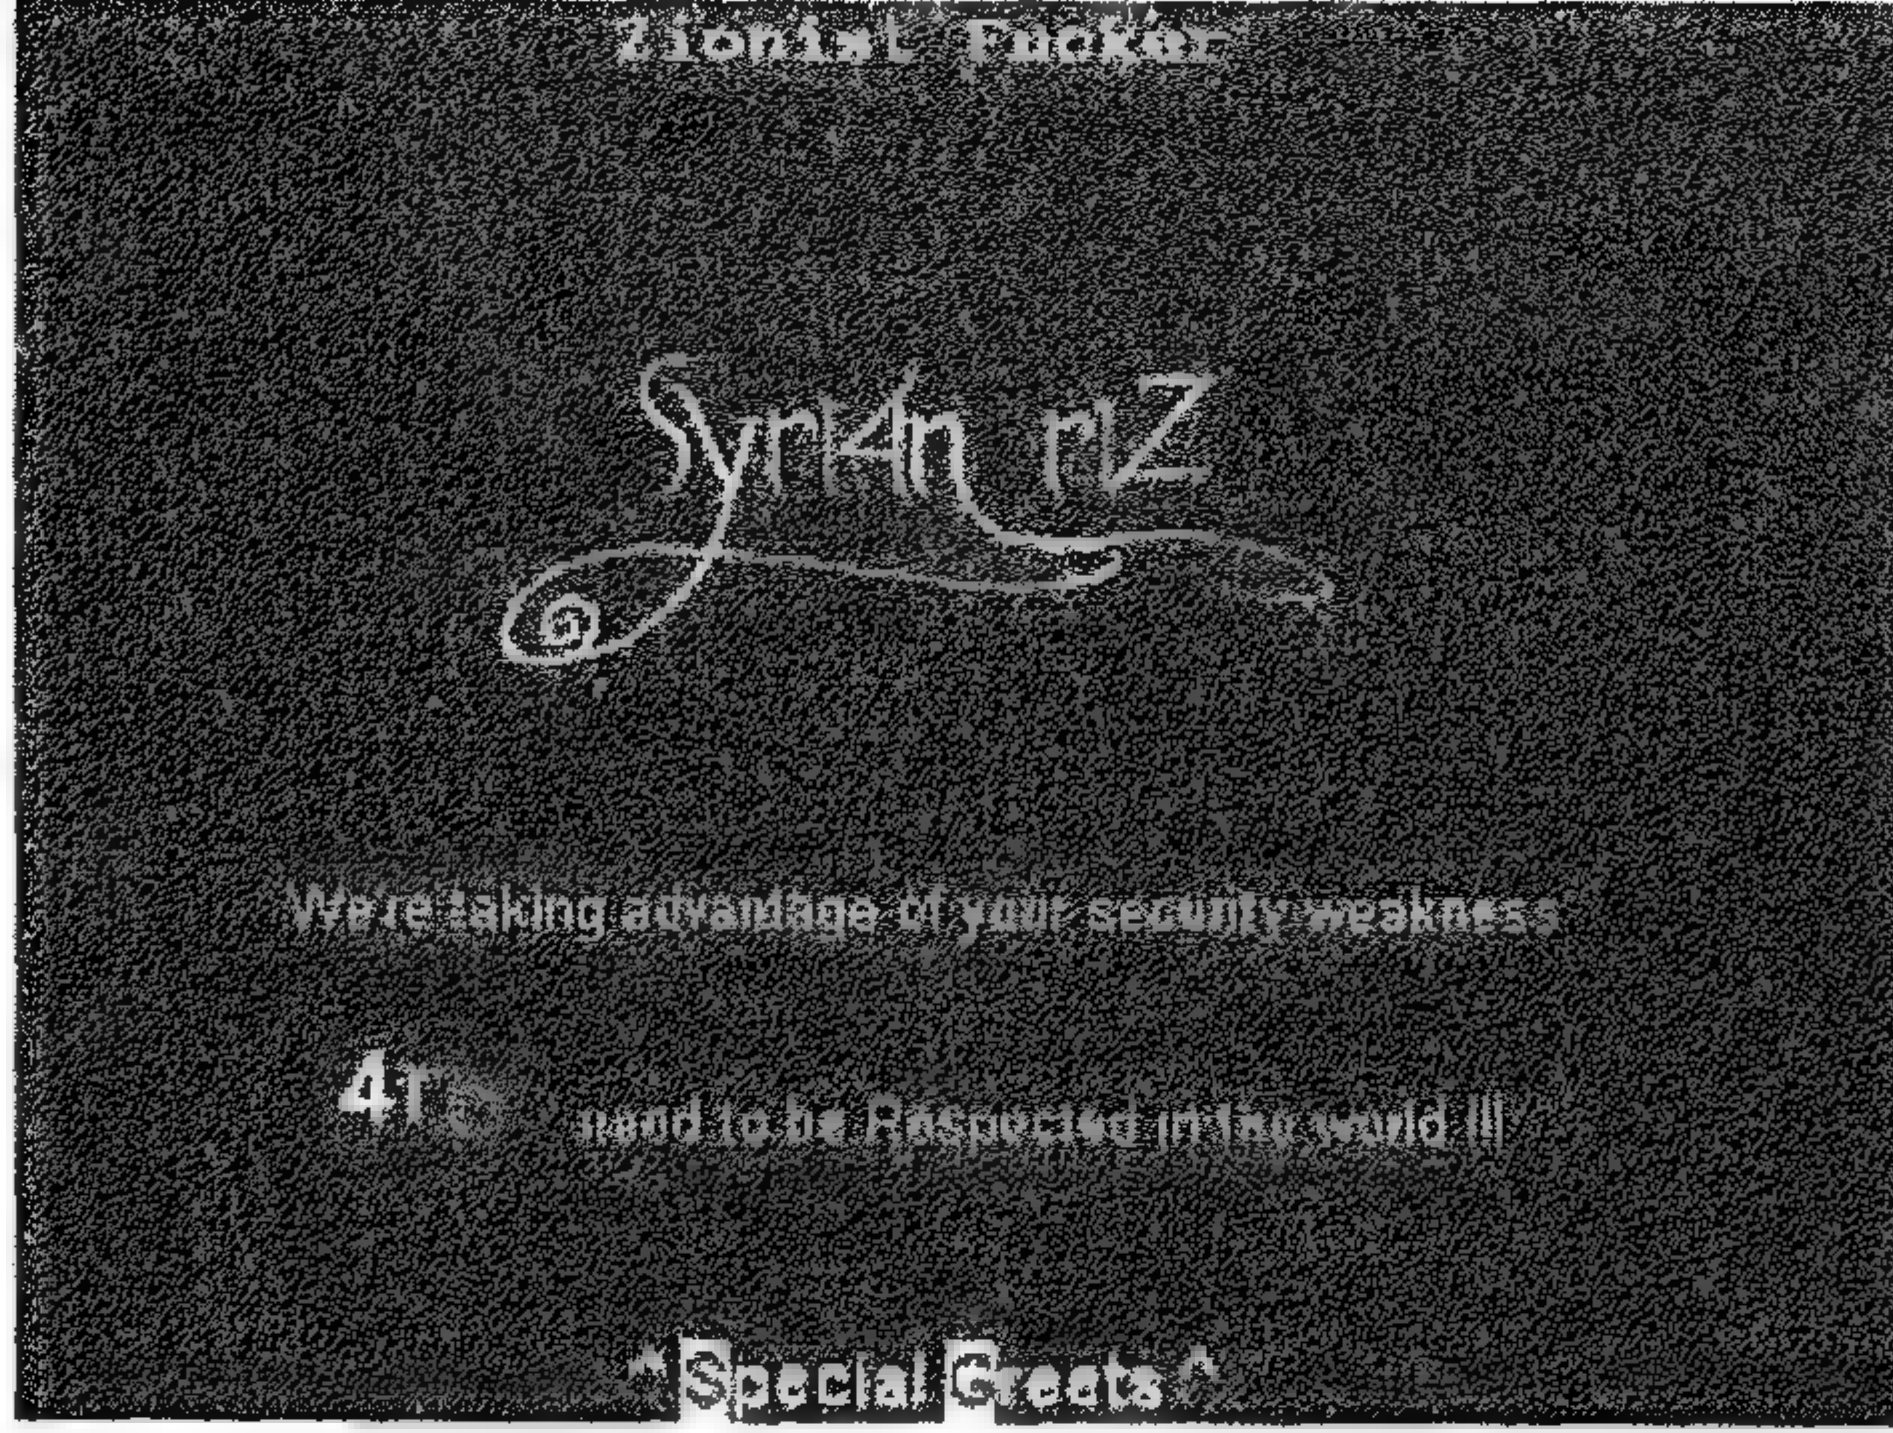 Zionist Fucker
Syri4n rIZ
We're taking advantage of your security weakness
need to be Respected in the world !!!
^ Special Greets ^